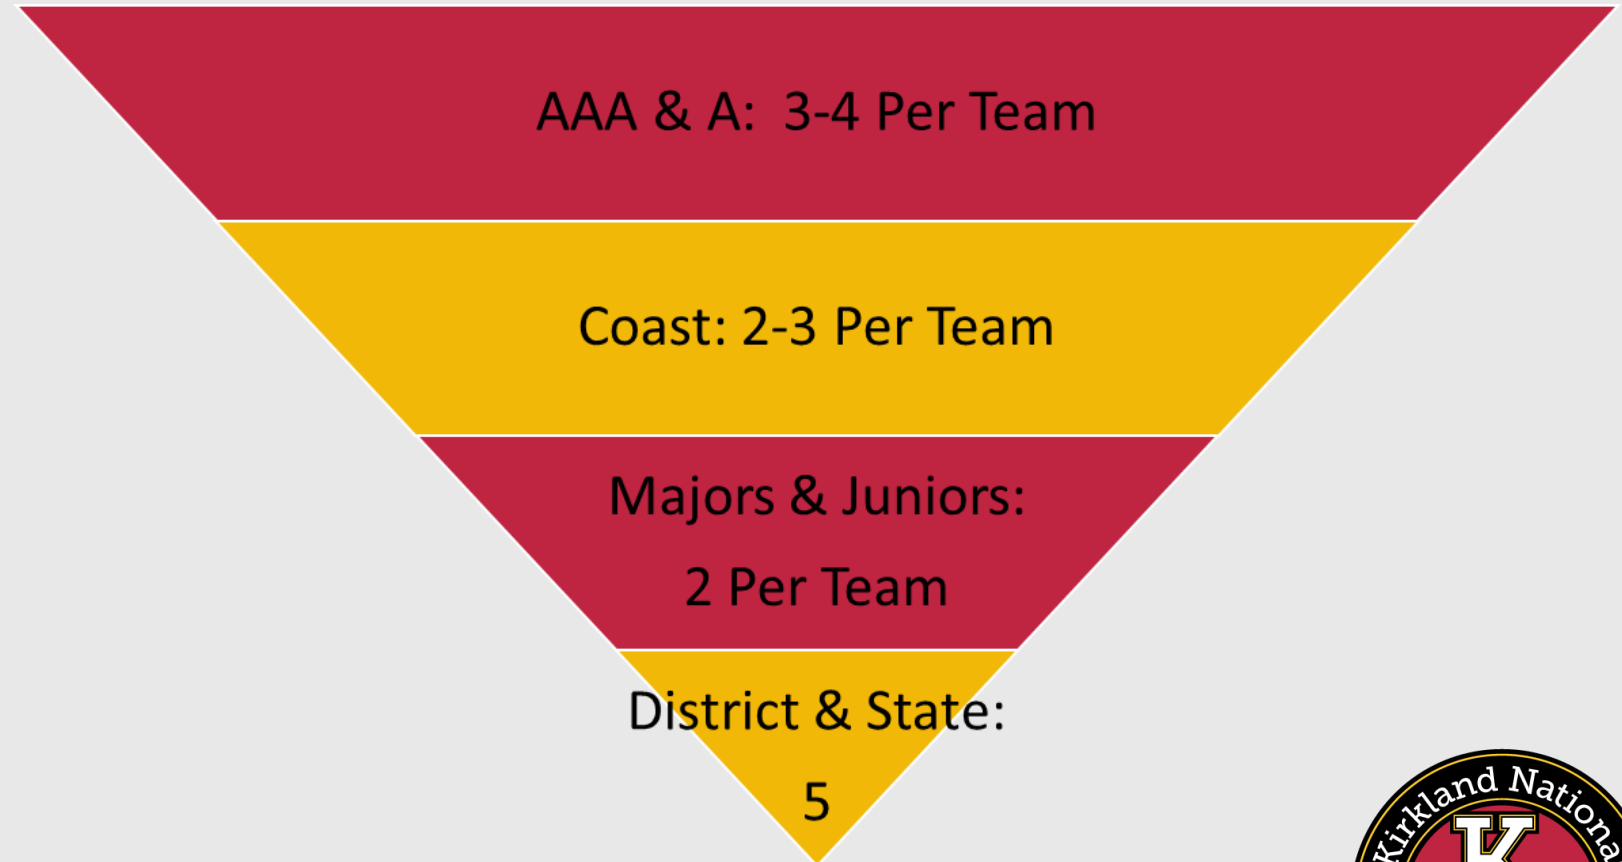 AAA & A:  3-4 Per Team
Coast: 2-3 Per Team
Majors & Juniors:
2 Per Team
District & State:
5
Kirkland National
K